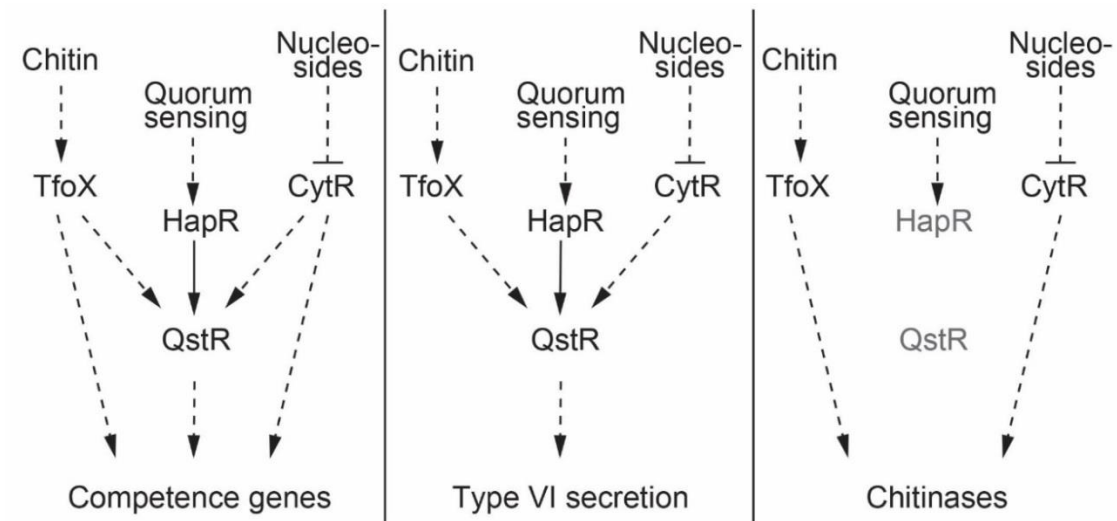 Chitin
Nucleo-
sides
Quorum
sensing
TfoX
CytR
HapR
QstR
Competence genes
Chitin
Nucleo-
sides
Quorum
sensing
TfoX
CytR
HapR
QstR
Type VI secretion
Chitin
Nucleo-
sides
Quorum
sensing
TfoX
CytR
HapR
QstR
Chitinases